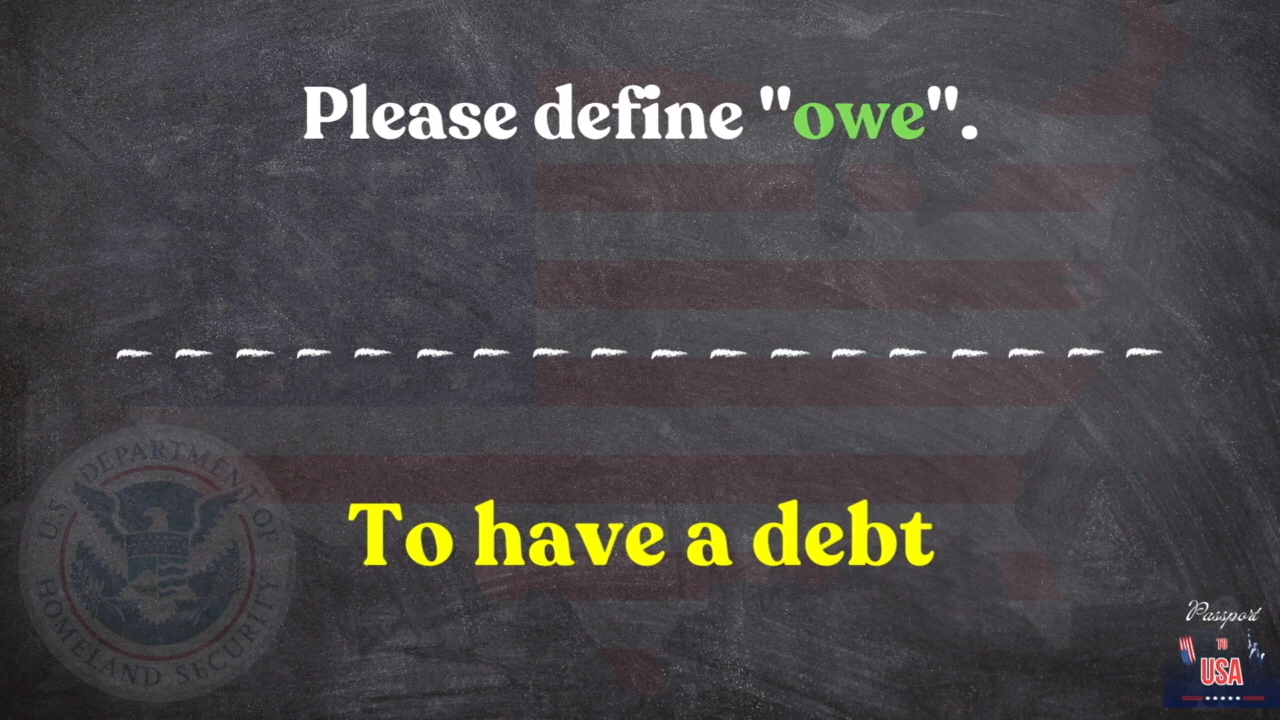 Please define "owe".
To have a debt
U.S. DEPARTMENT OF
HOMELAND SECURITY
Passport
TO
USA